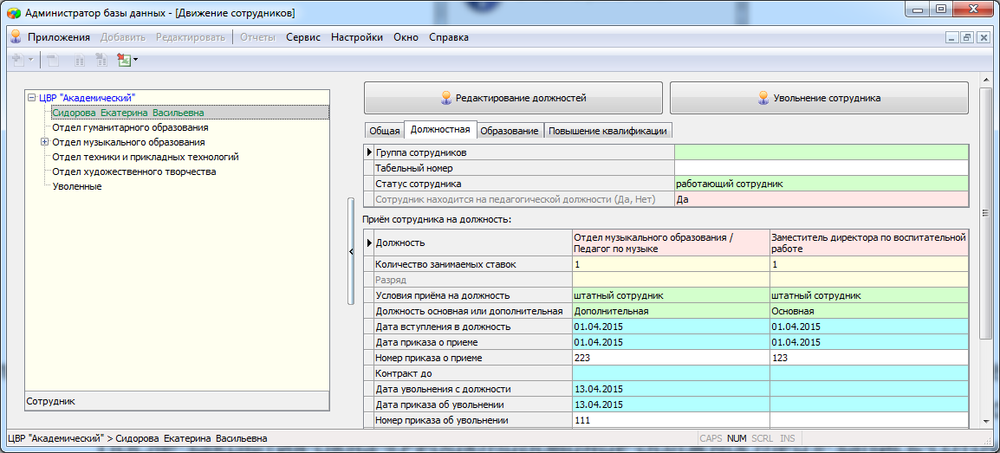 Администратор базы данных - [Движение сотрудников]
Приложения Добавить Редактировать Отчеты Сервис Настройки Окно Справка
ЦВР "Академический"
Сидорова Екатерина Васильевна
Отдел гуманитарного образования
Отдел музыкального образования
Отдел техники и прикладных технологий
Отдел художественного творчества
Уволенные
Сотрудник
Редактирование должностей Увольнение сотрудника
Общая Должностная Образование Повышение квалификации
Группа сотрудников
Табельный номер
Статус сотрудника работающий сотрудник
Сотрудник находится на педагогической должности (Да, Нет) Да
Приём сотрудника на должность:
Должность Отдел музыкального образования / Заместитель директора по воспитательной
Педагог по музыке работе
Количество занимаемых ставок 1 1
Разряд
Условия приёма на должность штатный сотрудник штатный сотрудник
Должность основная или дополнительная Дополнительная Основная
Дата вступления в должность 01.04.2015 01.04.2015
Дата приказа о приеме 01.04.2015 01.04.2015
Номер приказа о приеме 223 123
Контракт до
Дата увольнения с должности 13.04.2015
Дата приказа об увольнении 13.04.2015
Номер приказа об увольнении 111
ЦВР "Академический" > Сидорова Екатерина Васильевна CAPS NUM SCRL INS